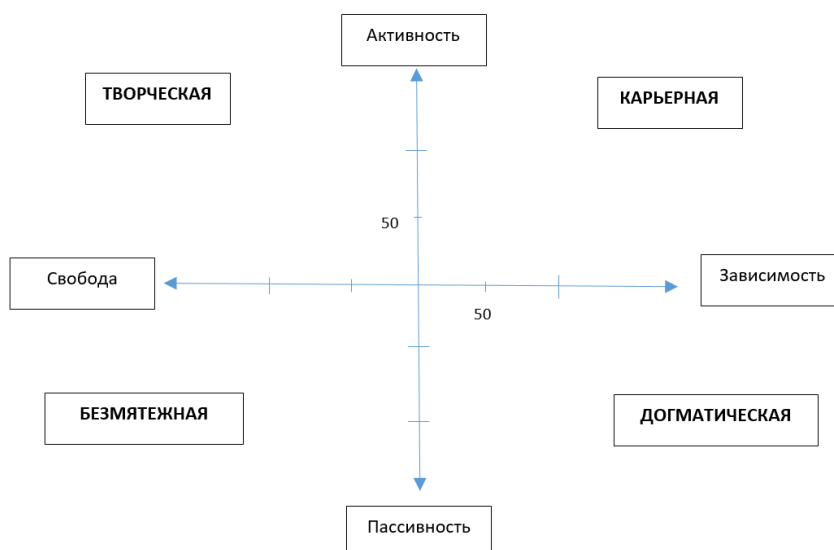 Активность
ТВОРЧЕСКАЯ
КАРЬЕРНАЯ
50
Свобода
Зависимость
50
БЕЗМЯТЕЖНАЯ
ДОГМАТИЧЕСКАЯ
Пассивность